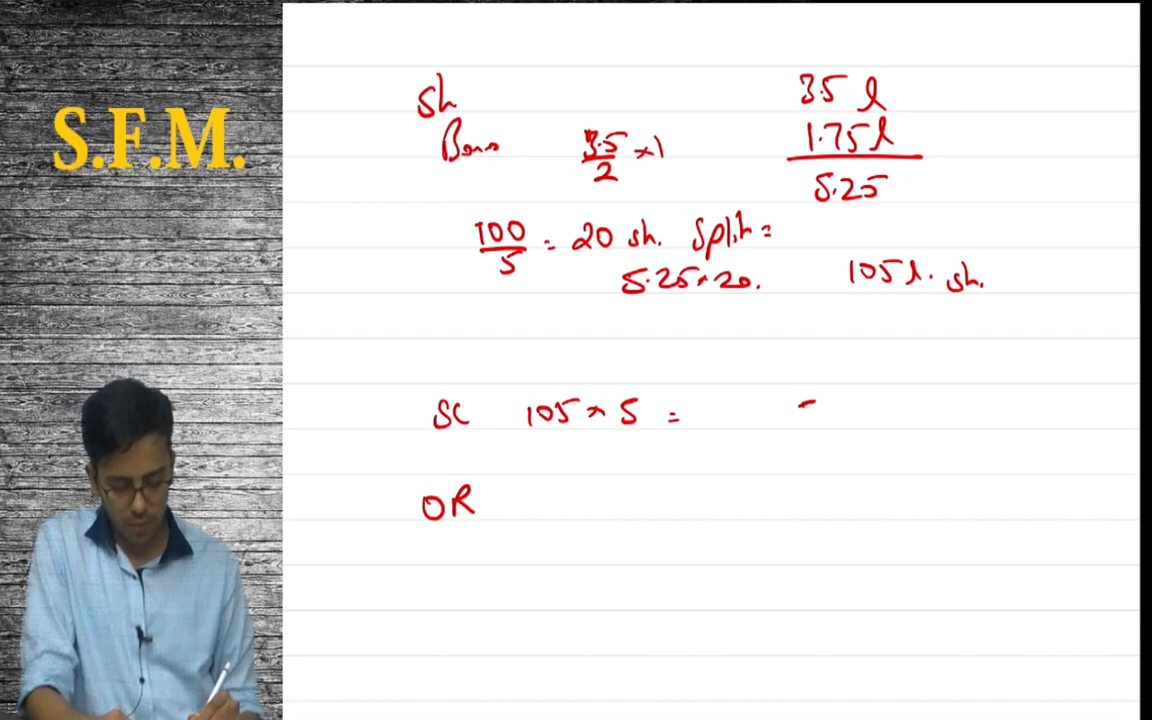 S.F.M.
Sh 3.5 l
Bonus 3.5/2 × 1 1.75 l
5.25
100/5 = 20 sh. Split =
5.25 × 20. 105 l. sh.
SC 105 × 5 =
OR